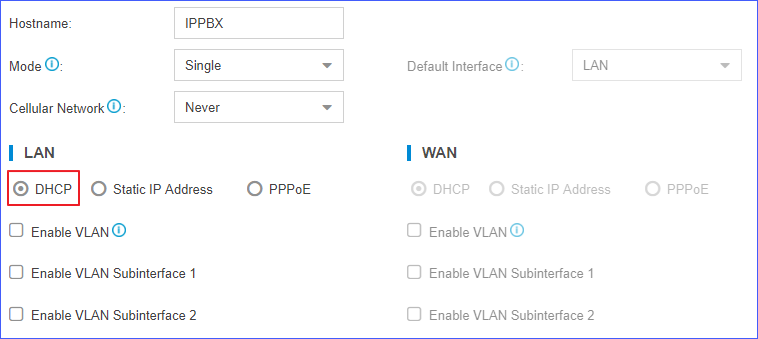 Hostname: IPPBX
Mode i: Single Default Interface i: LAN
Cellular Network i: Never
LAN WAN
DHCP Static IP Address PPPoE DHCP Static IP Address PPPoE
Enable VLAN i Enable VLAN i
Enable VLAN Subinterface 1 Enable VLAN Subinterface 1
Enable VLAN Subinterface 2 Enable VLAN Subinterface 2